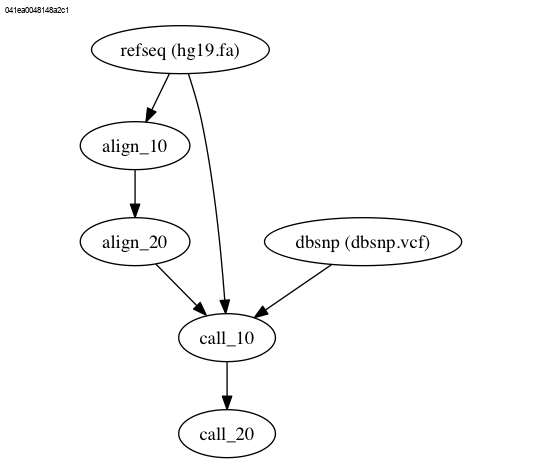 041ea0048148a2c1
refseq (hg19.fa)
align_10
align_20
dbsnp (dbsnp.vcf)
call_10
call_20